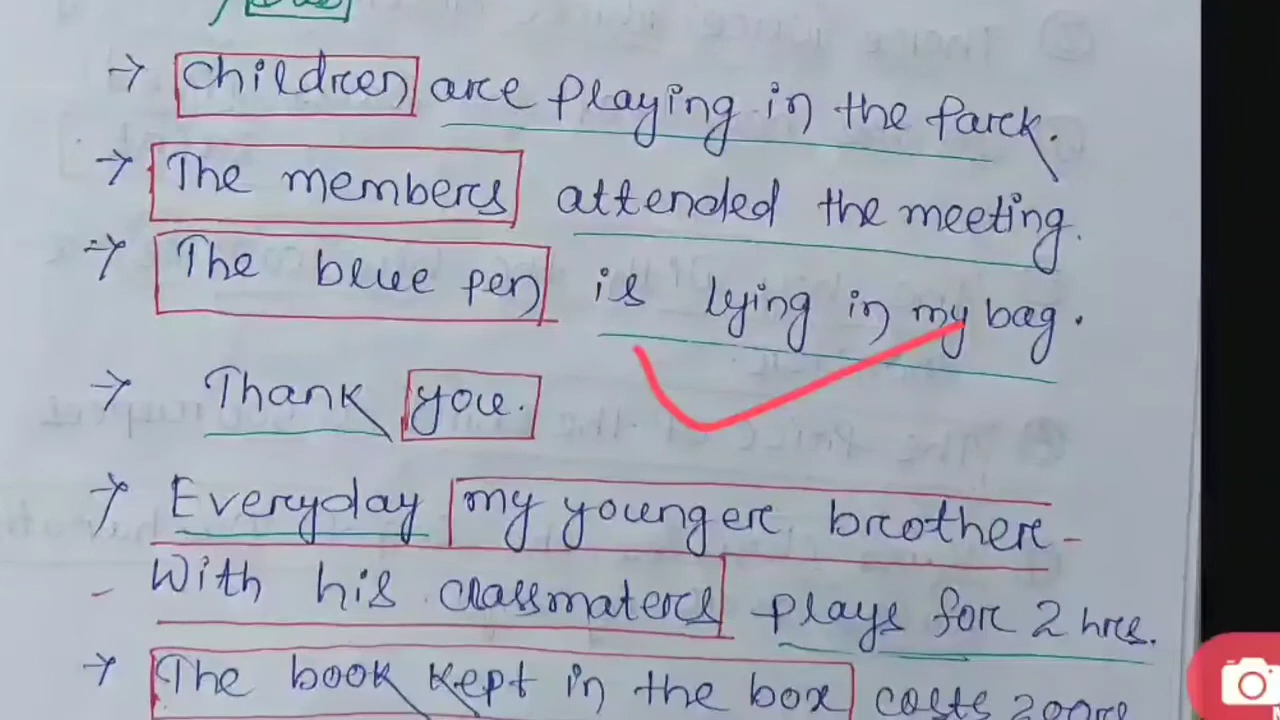 → Children are playing in the park.
→ The members attended the meeting.
→ The blue pen is lying in my bag.
→ Thank you.
→ Everyday my younger brother -
- With his classmaters plays for 2 hrs.
→ The book kept in the box costs